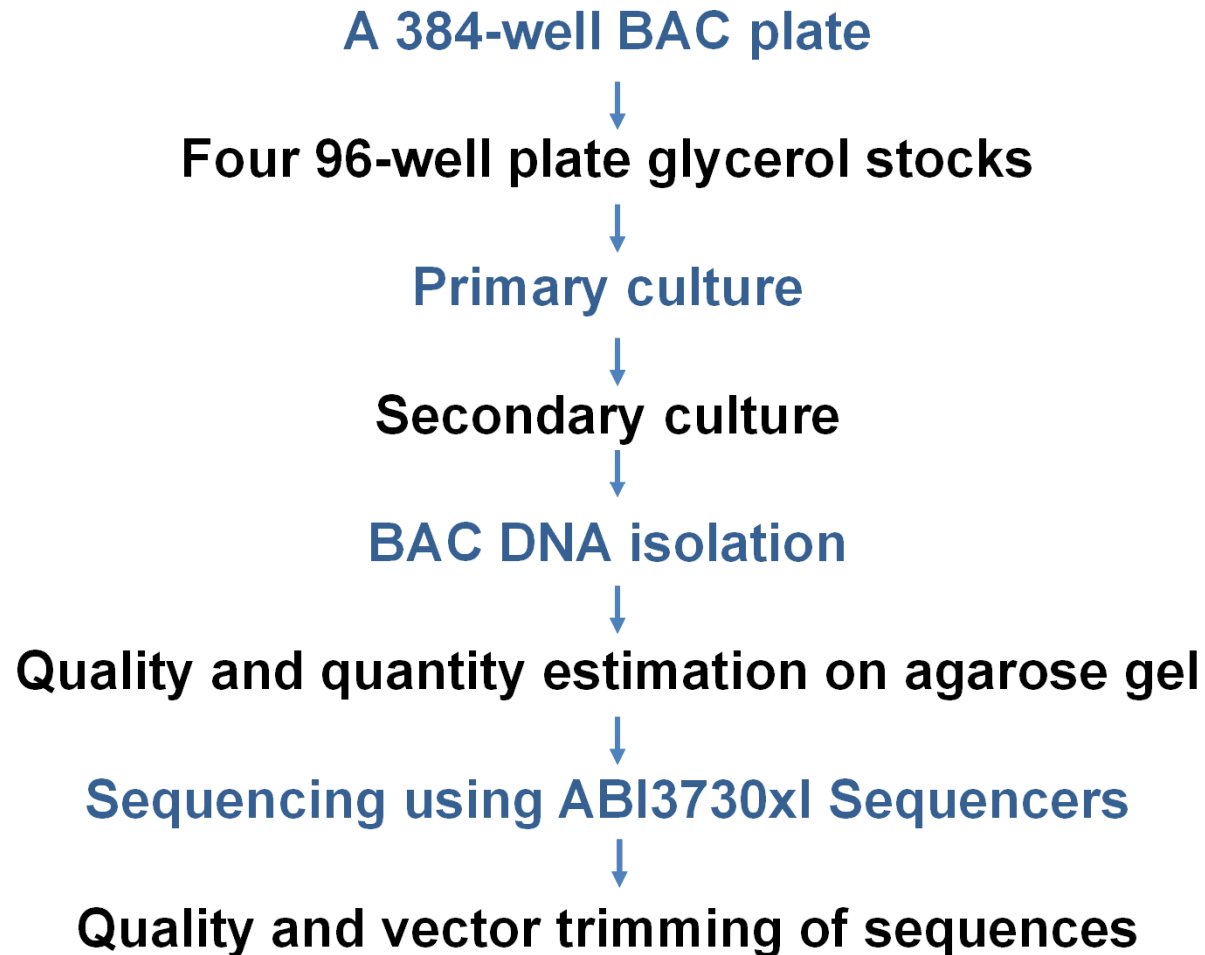 A 384-well BAC plate
Four 96-well plate glycerol stocks
Primary culture
Secondary culture
BAC DNA isolation
Quality and quantity estimation on agarose gel
Sequencing using ABI3730xl Sequencers
Quality and vector trimming of sequences